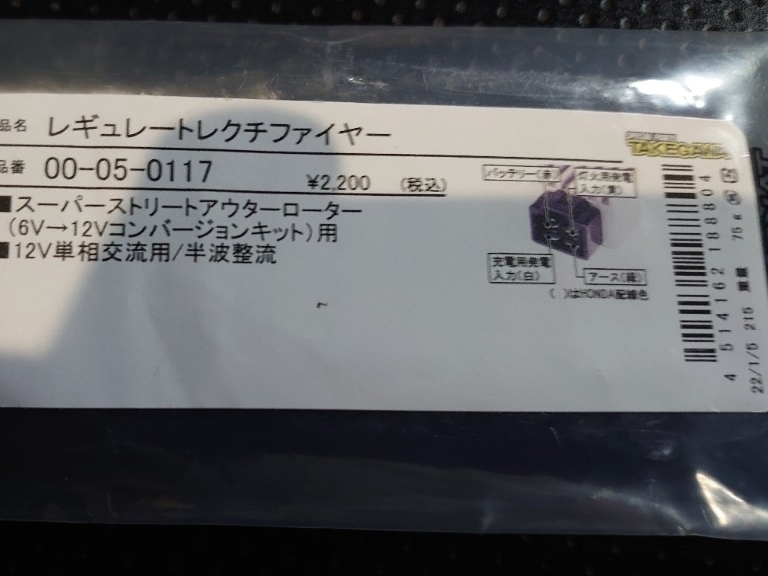 品名 レギュレートレクチファイヤー
TAKEGAWA
品番 00-05-0117 ¥2,200 (税込)
■スーパーストリートアウターローター
(6V→12Vコンバージョンキット)用
■12V単相交流用/半波整流
バッテリー(赤)
灯火用発電
入力(黄)
充電用発電
入力(白)
アース(緑)
( )はHONDA配線色
4 514162 188804
75g
22/1/5 215